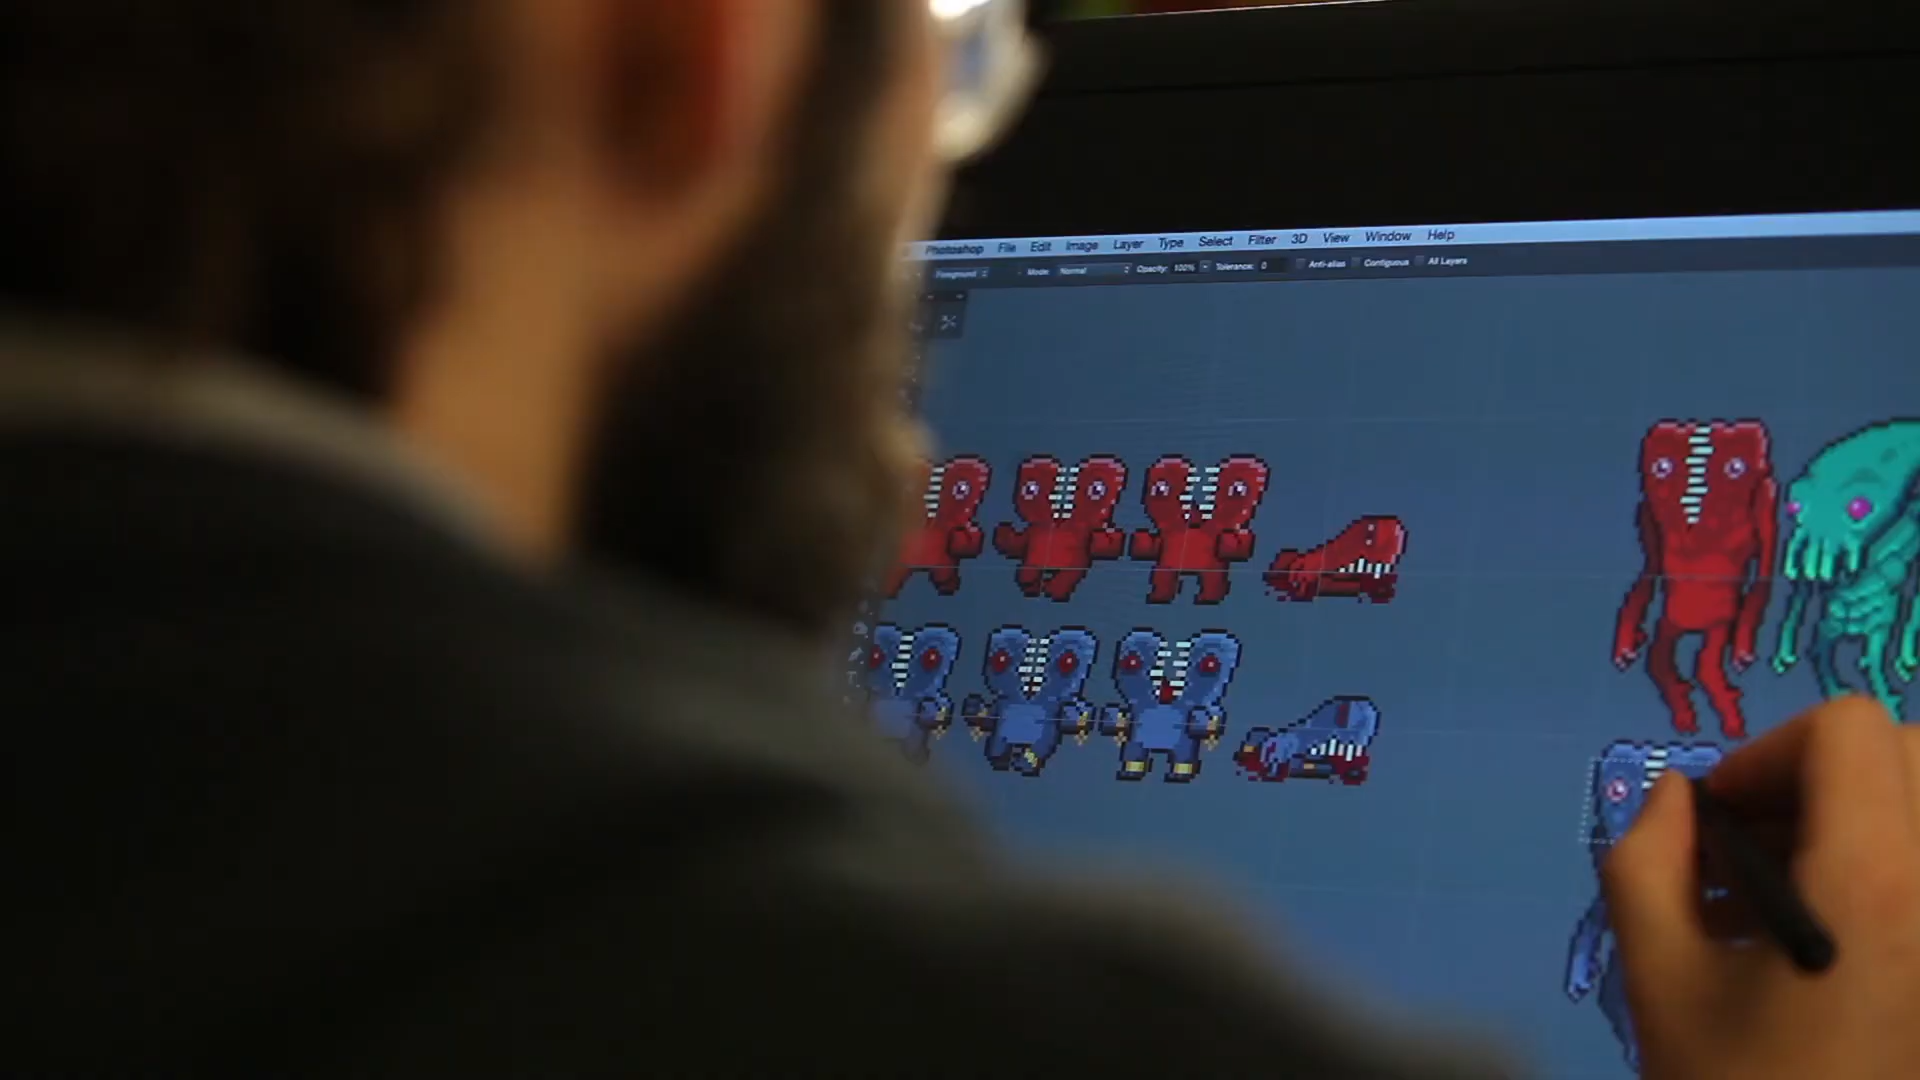 Photoshop File Edit Image Layer Type Select Filter 3D View Window Help
Foreground Mode: Normal Opacity: 100% Tolerance: 0 Anti-alias Contiguous All Layers